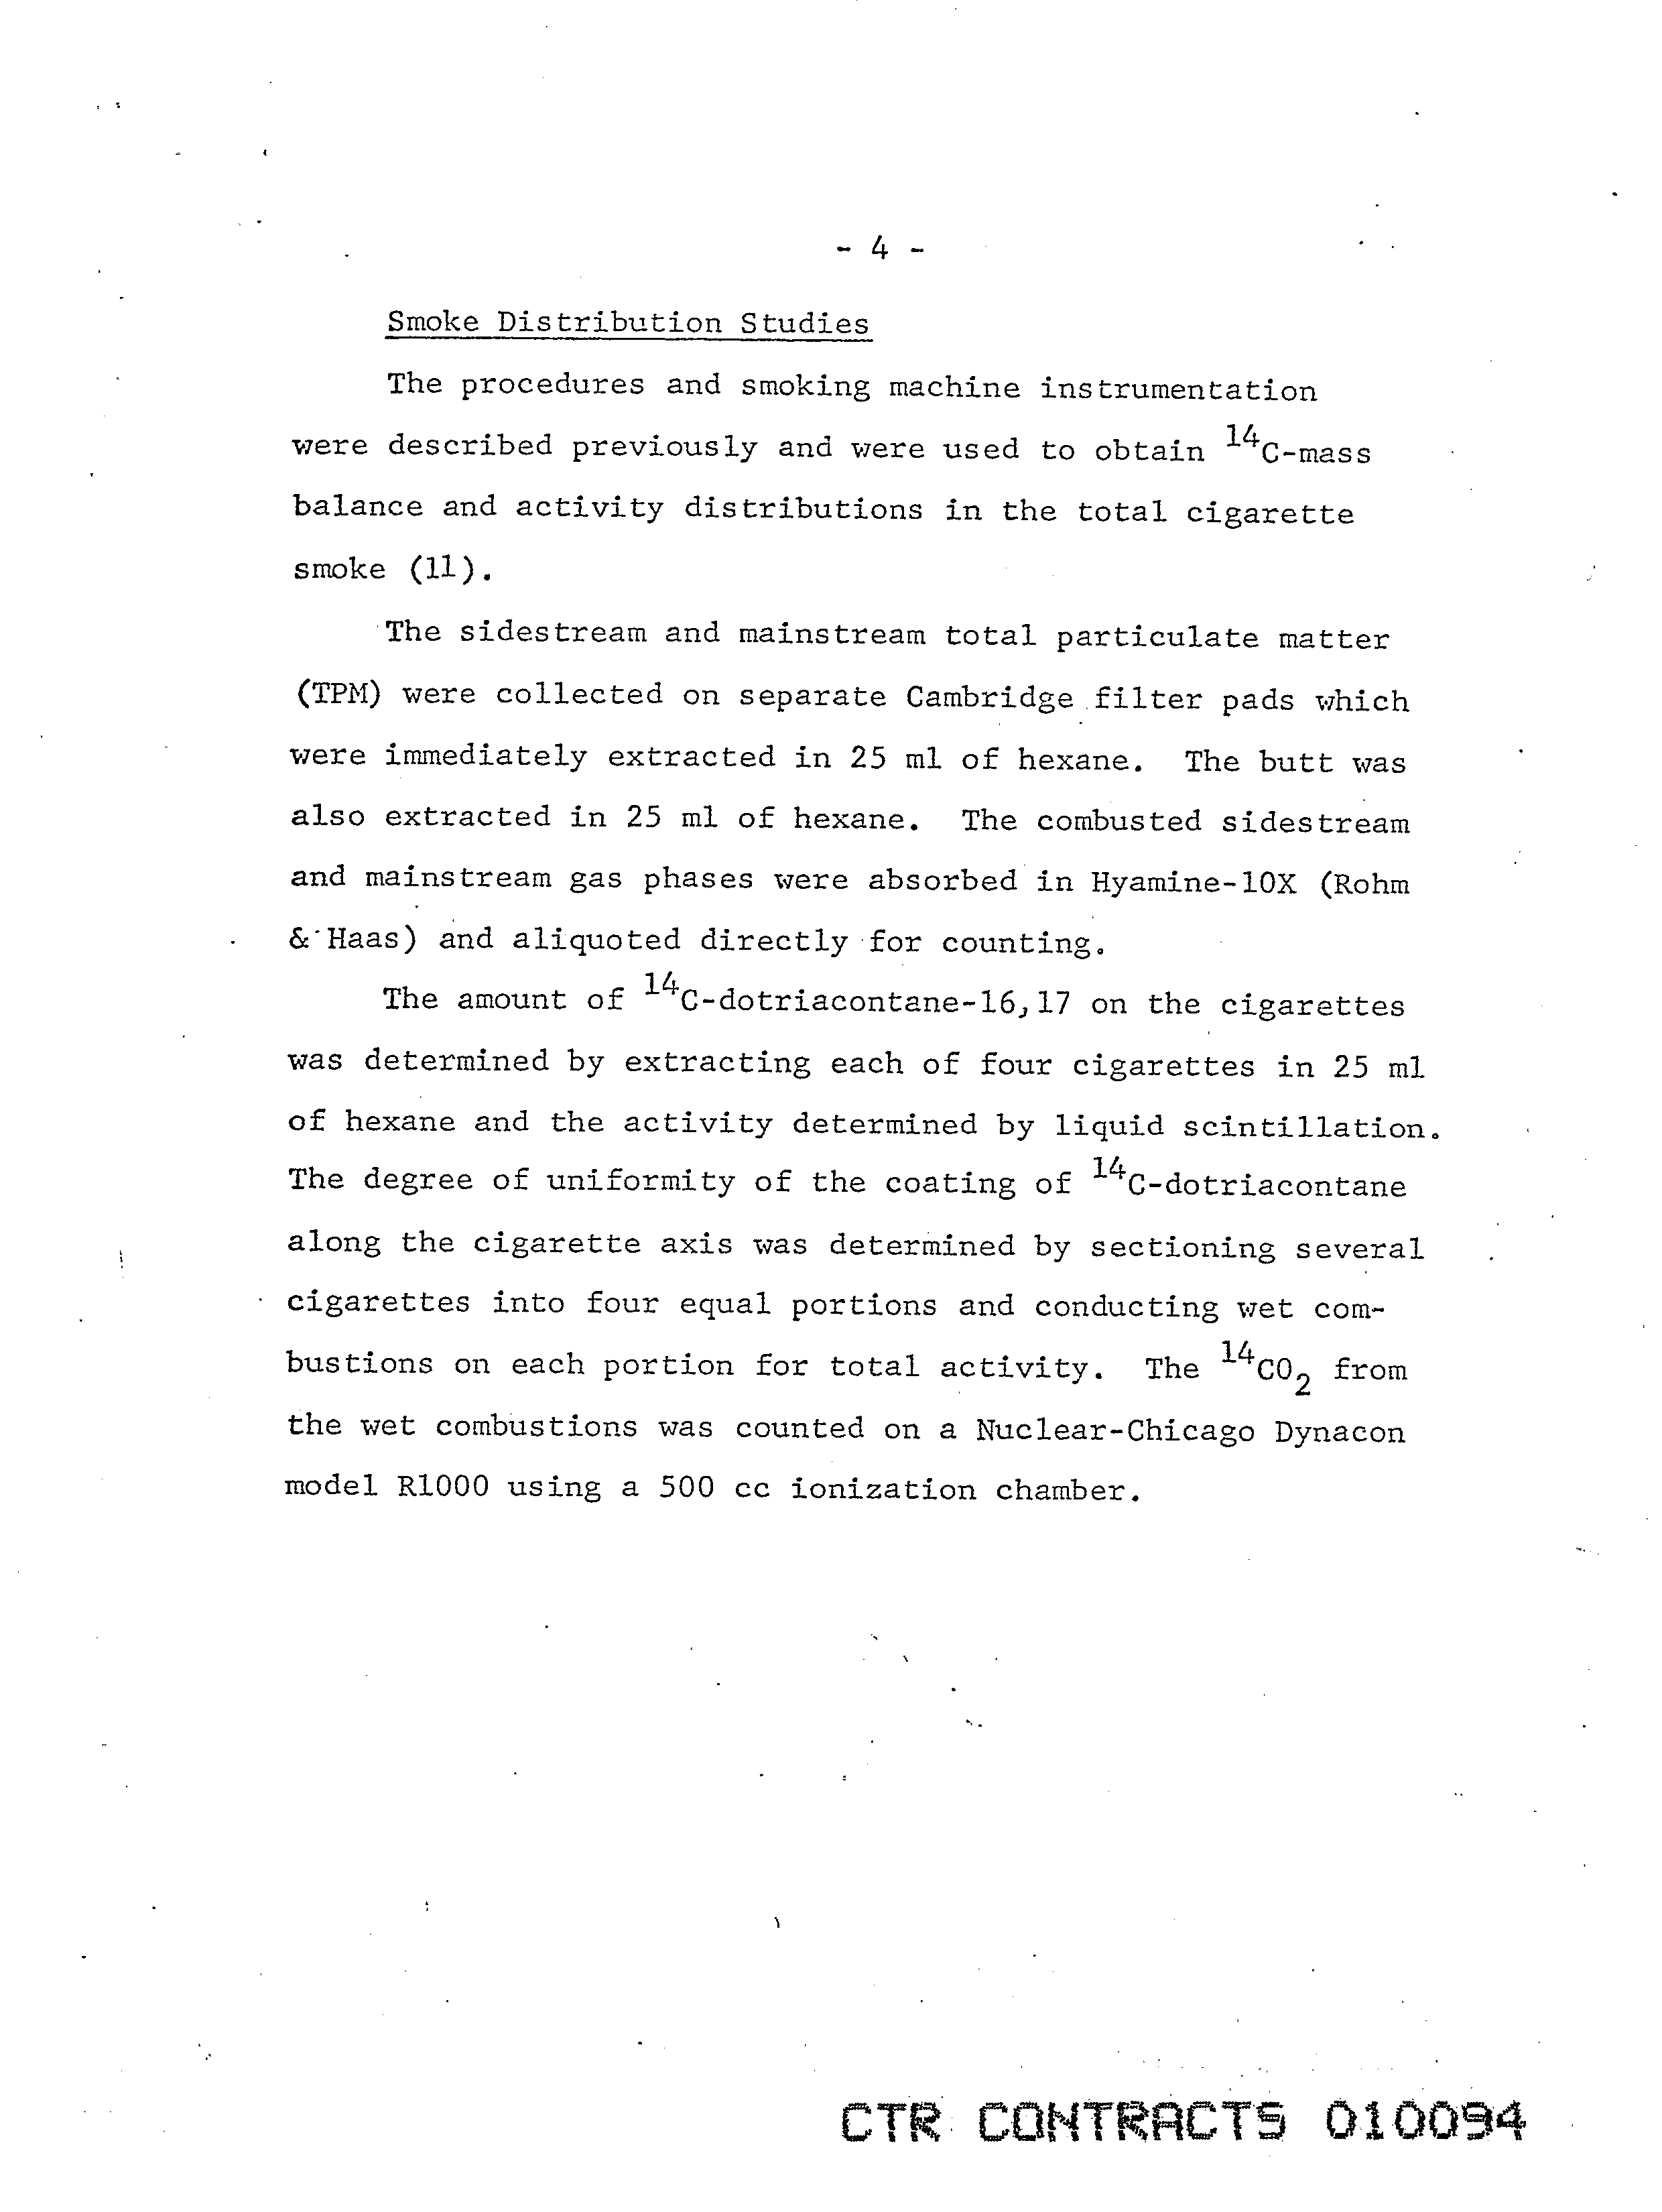 - 4 -
Smoke Distribution Studies
The procedures and smoking machine instrumentation
were described previously and were used to obtain ¹⁴C-mass
balance and activity distributions in the total cigarette
smoke (11).
The sidestream and mainstream total particulate matter
(TPM) were collected on separate Cambridge filter pads which
were immediately extracted in 25 ml of hexane. The butt was
also extracted in 25 ml of hexane. The combusted sidestream
and mainstream gas phases were absorbed in Hyamine-10X (Rohm
& Haas) and aliquoted directly for counting.
The amount of ¹⁴C-dotriacontane-16,17 on the cigarettes
was determined by extracting each of four cigarettes in 25 ml
of hexane and the activity determined by liquid scintillation.
The degree of uniformity of the coating of ¹⁴C-dotriacontane
along the cigarette axis was determined by sectioning several
cigarettes into four equal portions and conducting wet com-
bustions on each portion for total activity. The ¹⁴CO₂ from
the wet combustions was counted on a Nuclear-Chicago Dynacon
model R1000 using a 500 cc ionization chamber.
CTR CONTRACTS 010094